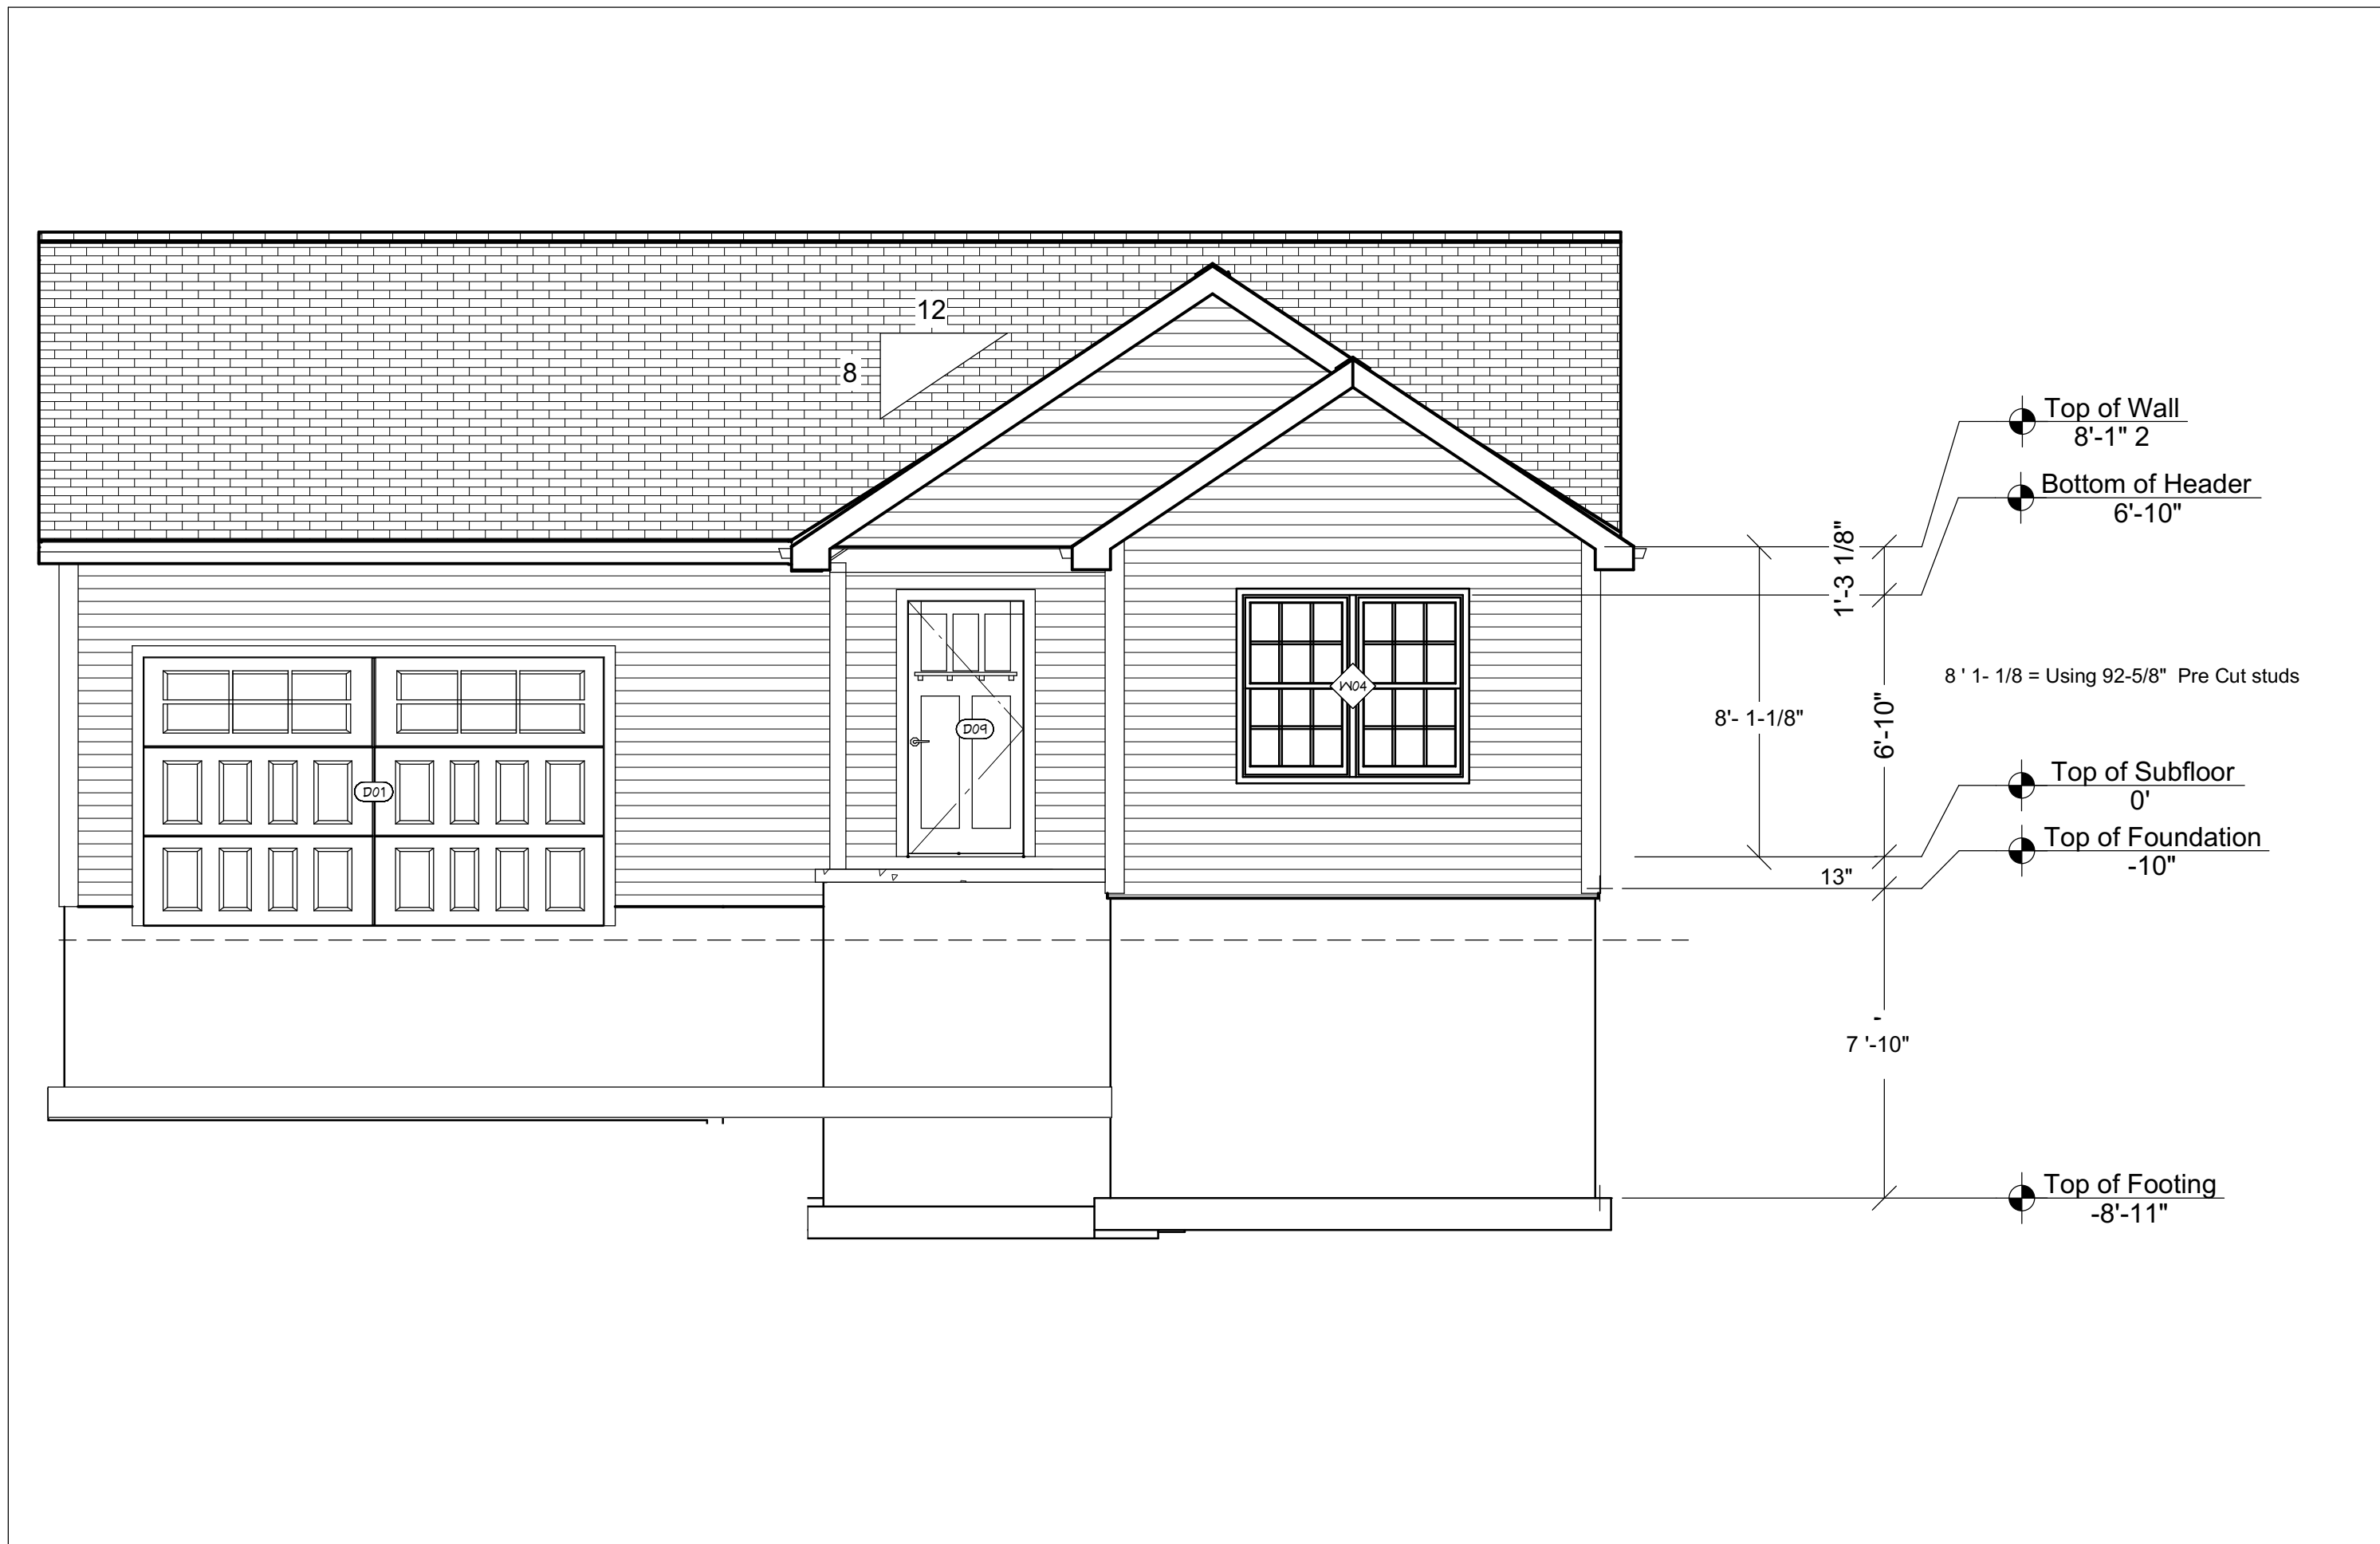 12
8
Top of Wall
8'-1" 2
Bottom of Header
6'-10"
1'-3 1/8"
8 ' 1- 1/8 = Using 92-5/8" Pre Cut studs
W04
6'-10"
8'- 1-1/8"
D09
Top of Subfloor
0'
D01
Top of Foundation
-10"
13"
7 '-10"
Top of Footing
-8'-11"